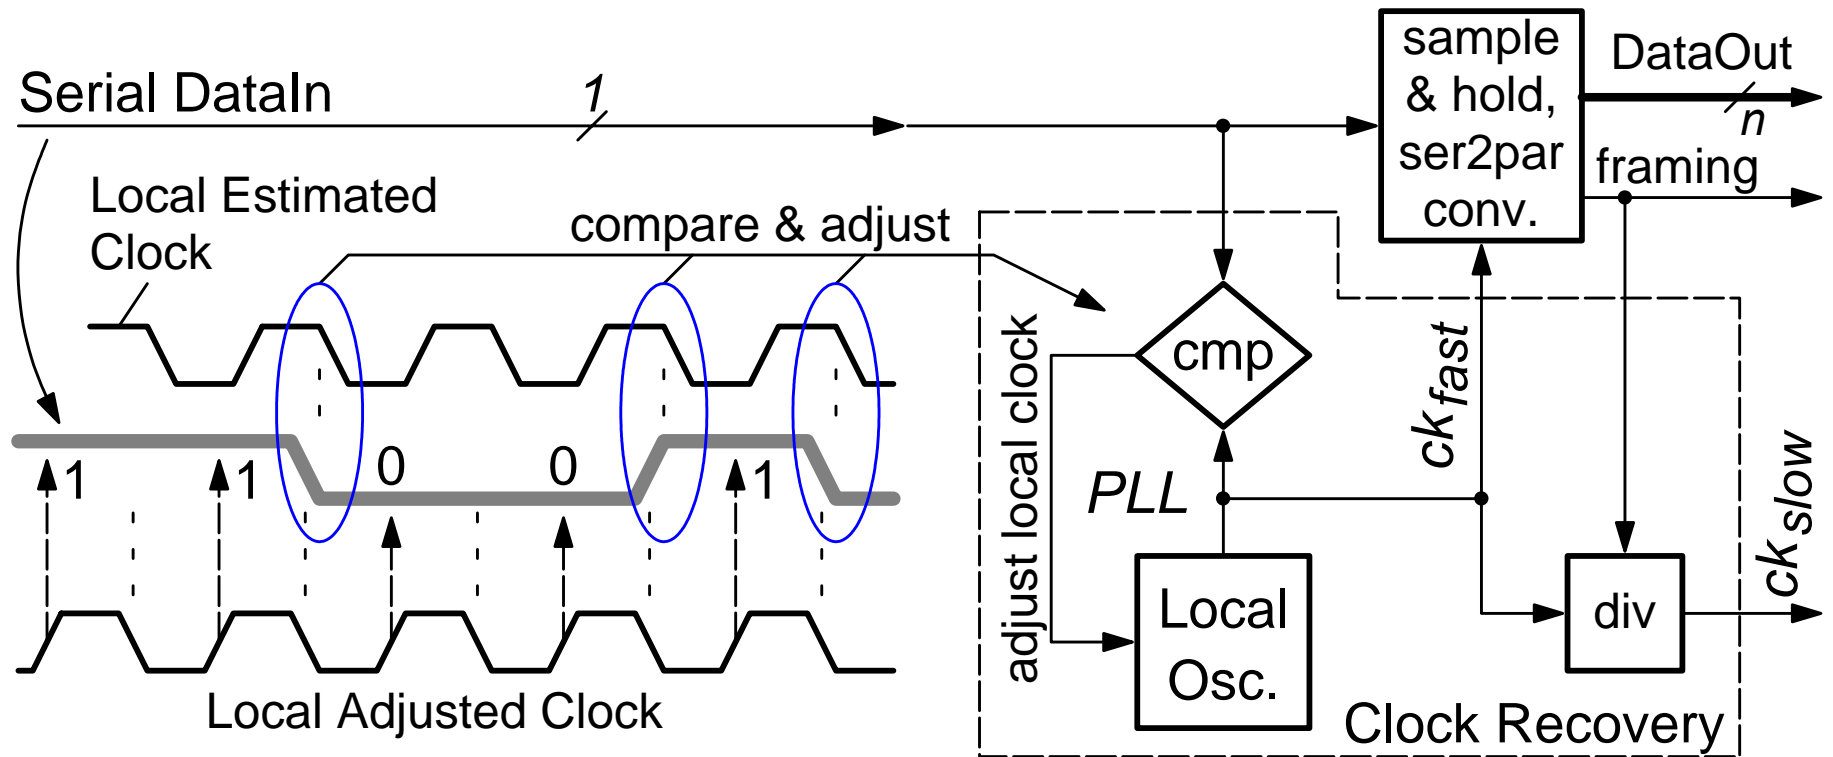 Serial DataIn
1
Local Estimated
Clock
compare & adjust
1
1
0
0
1
Local Adjusted Clock
sample
& hold,
ser2par
conv.
DataOut
n
framing
cmp
adjust local clock
PLL
ck fast
Local
Osc.
div
ck slow
Clock Recovery